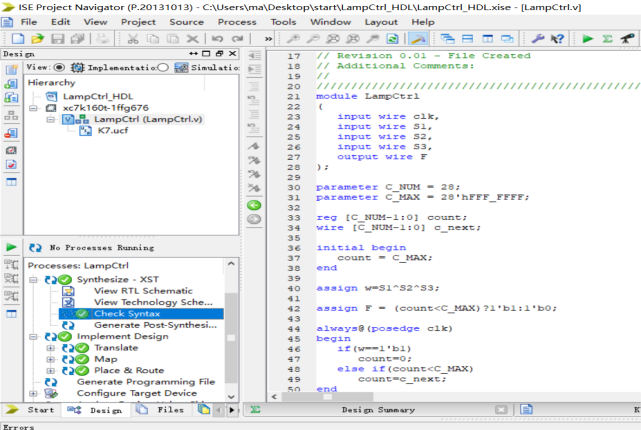 ISE Project Navigator (P.20131013) - C:\Users\ma\Desktop\start\LampCtrl_HDL\LampCtrl_HDL.xise - [LampCtrl.v]
File Edit View Project Source Process Tools Window Layout Help
Design
View: Implementatio Simulatio
Hierarchy
LampCtrl_HDL
xc7k160t-1ffg676
LampCtrl (LampCtrl.v)
K7.ucf
No Processes Running
Processes: LampCtrl
Synthesize - XST
View RTL Schematic
View Technology Sche...
Check Syntax
Generate Post-Synthesi...
Implement Design
Translate
Map
Place & Route
Generate Programming File
Configure Target Device
Start Design Files
Errors
17 // Revision 0.01 - File Created
18 // Additional Comments:
19 //
20 //////////////////////////////////////////////////
21 module LampCtrl
22 (
23 input wire clk,
24 input wire S1,
25 input wire S2,
26 input wire S3,
27 output wire F
28 );
29
30 parameter C_NUM = 28;
31 parameter C_MAX = 28'hFFF_FFFF;
32
33 reg [C_NUM-1:0] count;
34 wire [C_NUM-1:0] c_next;
35
36 initial begin
37 count = C_MAX;
38 end
39
40 assign w=S1^S2^S3;
41
42 assign F = (count<C_MAX)?1'b1:1'b0;
43
44 always@(posedge clk)
45 begin
46 if(w==1'b1)
47 count=0;
48 else if(count<C_MAX)
49 count=c_next;
50 end
Design Summary